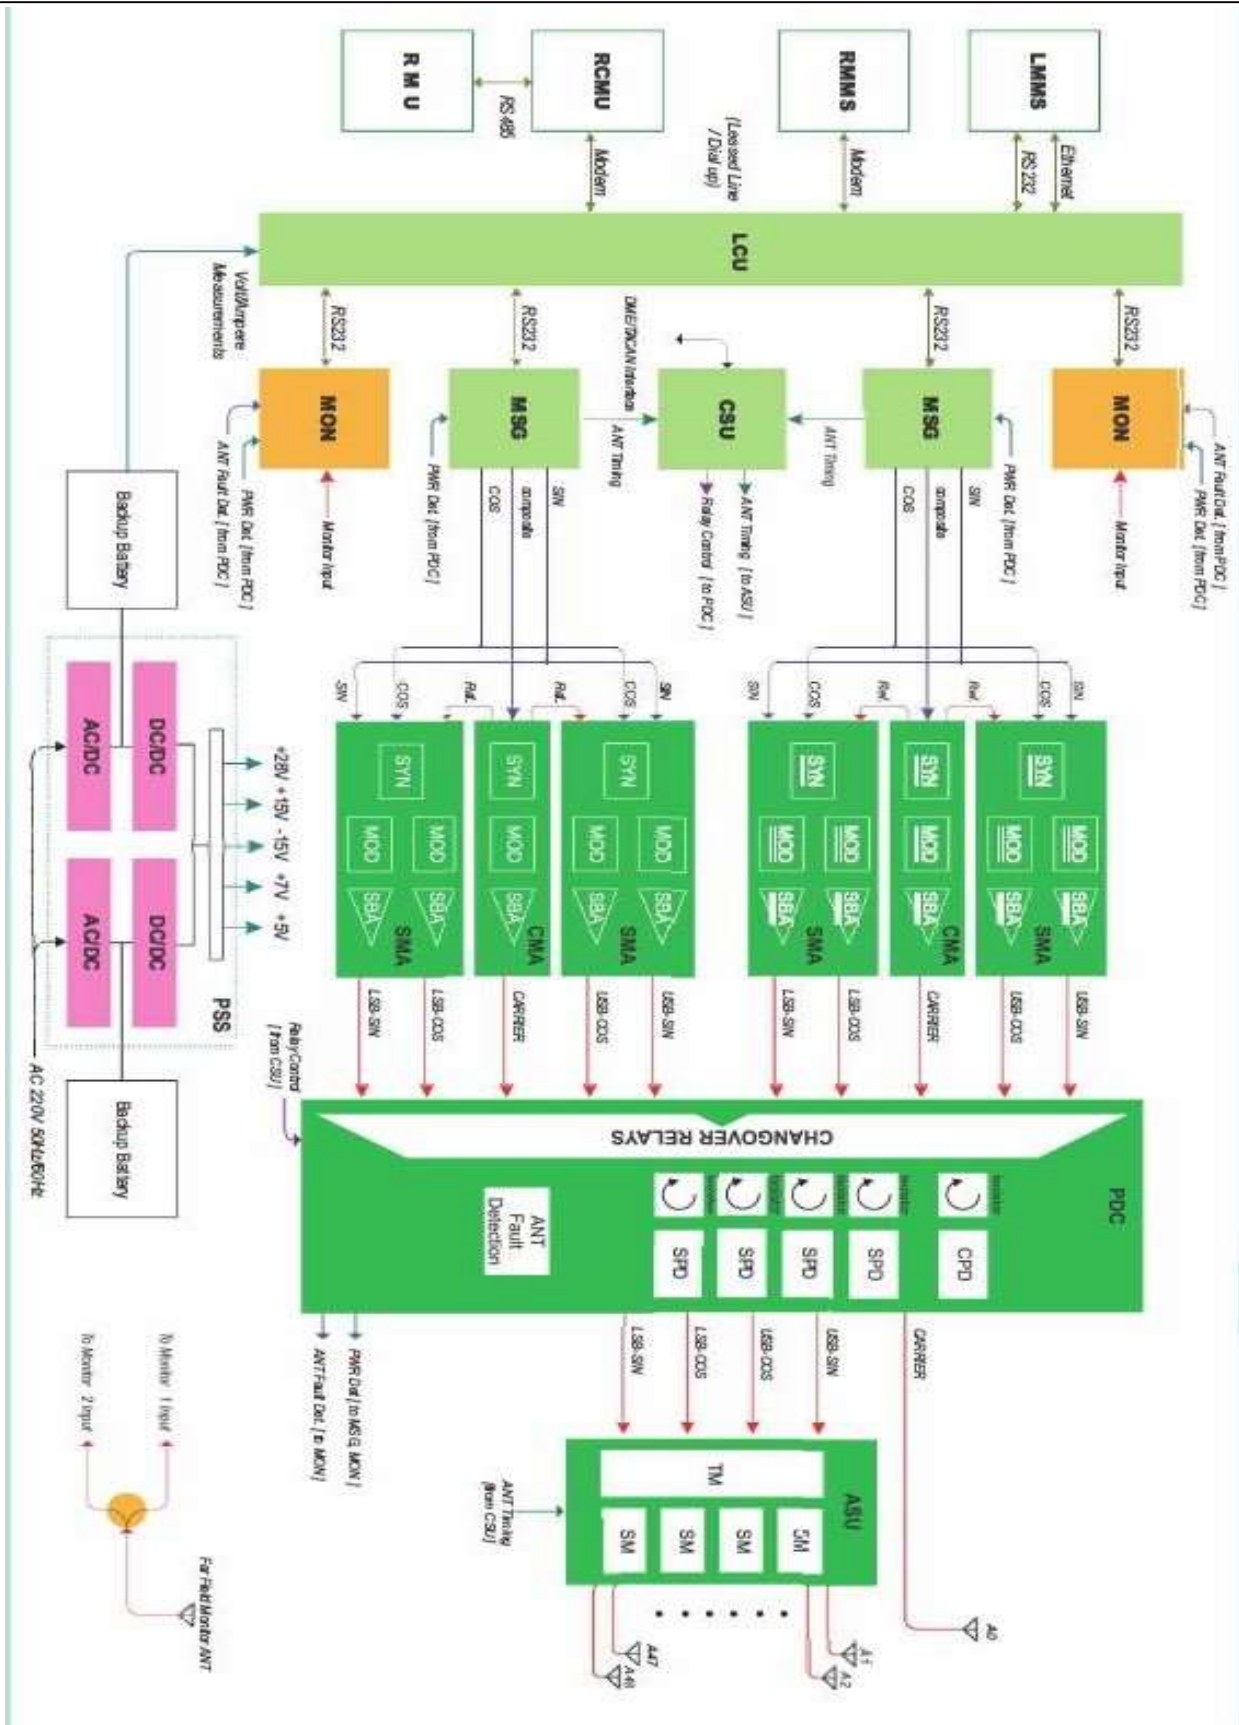 LMMS
RMMS
RCMU
R M U
Ethernet
RS 232
Modem
(Leased Line
/ Dial up)
Modem
RS 485
LCU
RS232
RS232
RS232
RS232
Volt/Ampere
Measurements
DME/TACAN Interface
MON
MSG
CSU
MSG
MON
ANT Fault Det. [ from PDC ]
PWR Det. [ from PDC ]
Monitor Input
PWR Det. [ from PDC ]
ANT Timing
ANT Timing
ANT Timing [ to ASU ]
Relay Control [ to PDC ]
PWR Det. [ from PDC ]
Monitor Input
PWR Det. [ from PDC ]
ANT Fault Det. [ from PDC ]
SIN
composite
COS
SIN
composite
COS
SIN
COS
Ref.
Ref.
COS
SIN
SIN
COS
Ref.
Ref.
COS
-SIN
SYN
SYN
SYN
SYN
SYN
SYN
MOD
MOD
MOD
MOD
MOD
MOD
MOD
MOD
MOD
MOD
SBA
SBA
SBA
SBA
SBA
SBA
SBA
SBA
SBA
SBA
SMA
CMA
SMA
SMA
CMA
SMA
USB-SIN
USB-COS
CARRIER
LSB-COS
LSB-SIN
USB-SIN
USB-COS
CARRIER
LSB-COS
LSB-SIN
Relay Control
[ from CSU ]
PDC
CHANGOVER RELAYS
Isolator
Isolator
Isolator
Isolator
Isolator
CPD
SPD
SPD
SPD
SPD
ANT
Fault
Detection
CARRIER
USB-SIN
USB-COS
LSB-COS
LSB-SIN
PWR Det [ to MSG, MON ]
ANT Fault Det. [ to MON ]
ASU
TM
SM
SM
SM
SM
ANT Timing
[from CSU]
A0
A1
A2
A47
A48
Backup Battery
+28V +15V -15V +7V +5V
PSS
DC/DC
DC/DC
AC/DC
AC/DC
Backup Battery
AC 220V 50Hz/60Hz
To Monitor 1 Input
To Monitor 2 Input
Far Field Monitor ANT